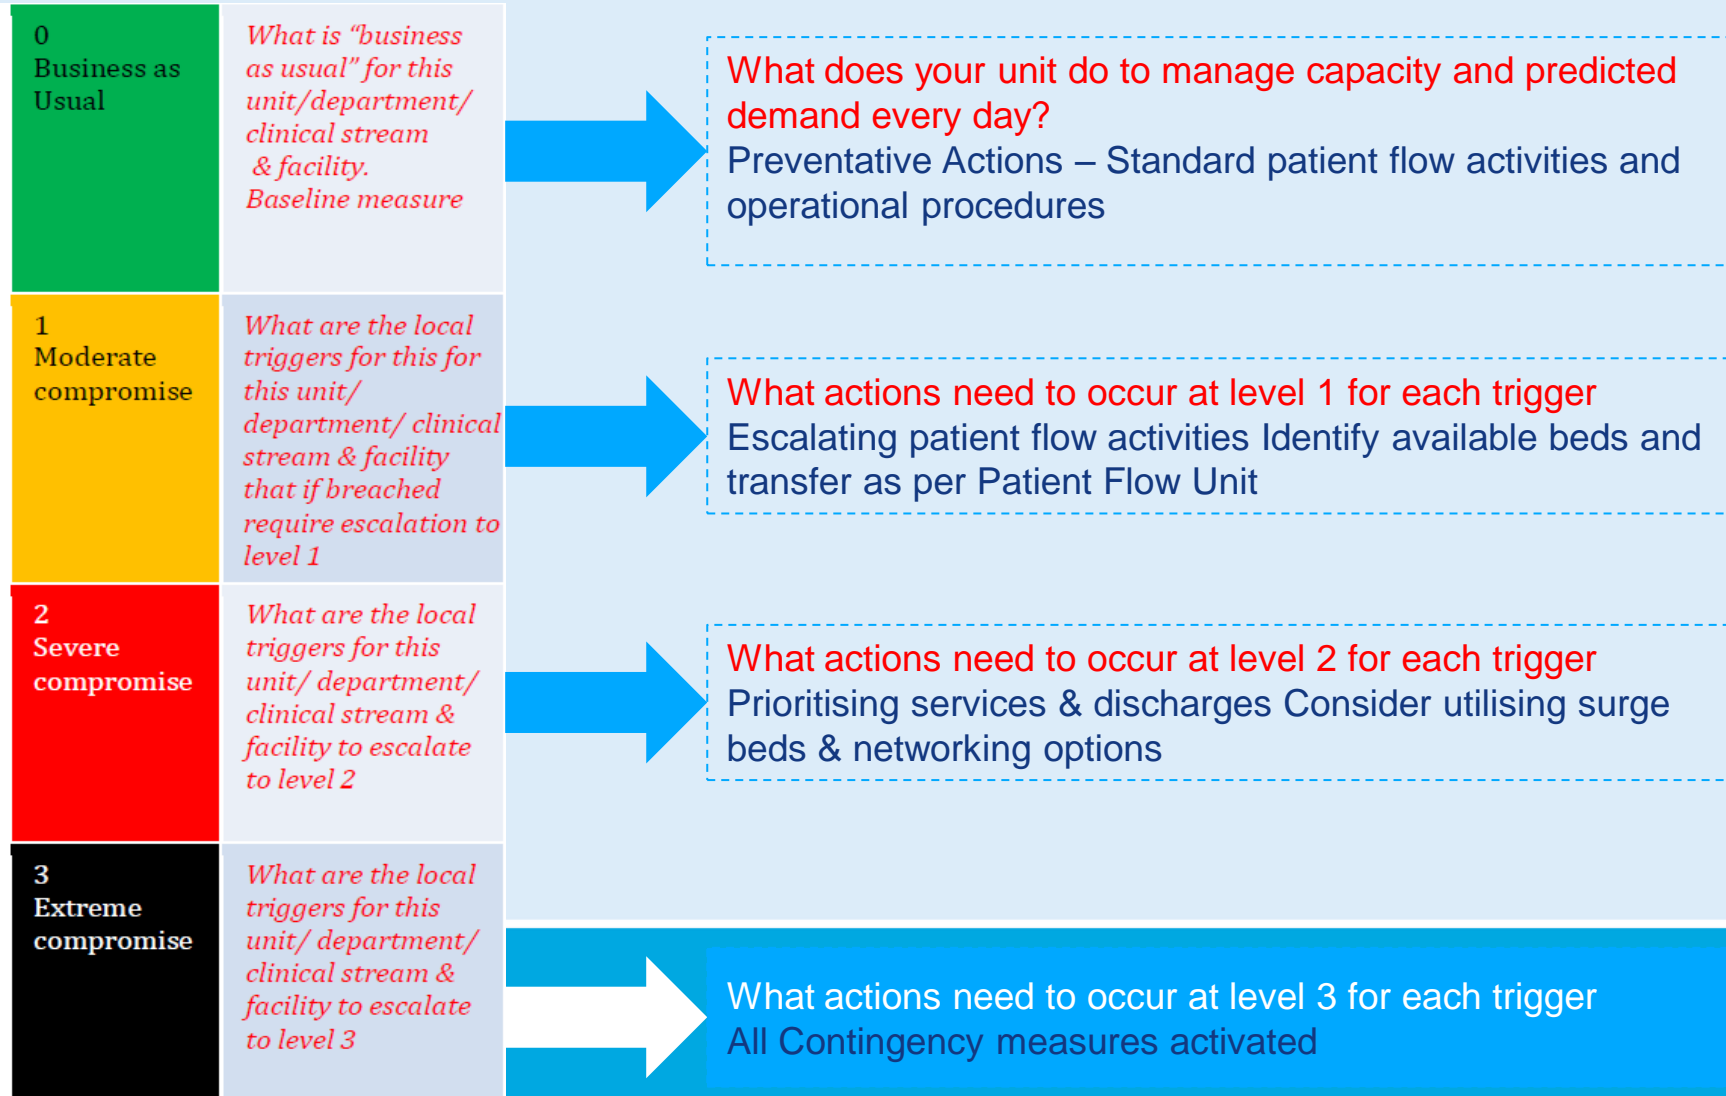 0
Business as
Usual
What is “business
as usual” for this
unit/department/
clinical stream
& facility.
Baseline measure
What does your unit do to manage capacity and predicted
demand every day?
Preventative Actions – Standard patient flow activities and
operational procedures
1
Moderate
compromise
What are the local
triggers for this for
this unit/
department/ clinical
stream & facility
that if breached
require escalation to
level 1
What actions need to occur at level 1 for each trigger
Escalating patient flow activities Identify available beds and
transfer as per Patient Flow Unit
2
Severe
compromise
What are the local
triggers for this
unit/ department/
clinical stream &
facility to escalate
to level 2
What actions need to occur at level 2 for each trigger
Prioritising services & discharges Consider utilising surge
beds & networking options
3
Extreme
compromise
What are the local
triggers for this
unit/ department/
clinical stream &
facility to escalate
to level 3
What actions need to occur at level 3 for each trigger
All Contingency measures activated